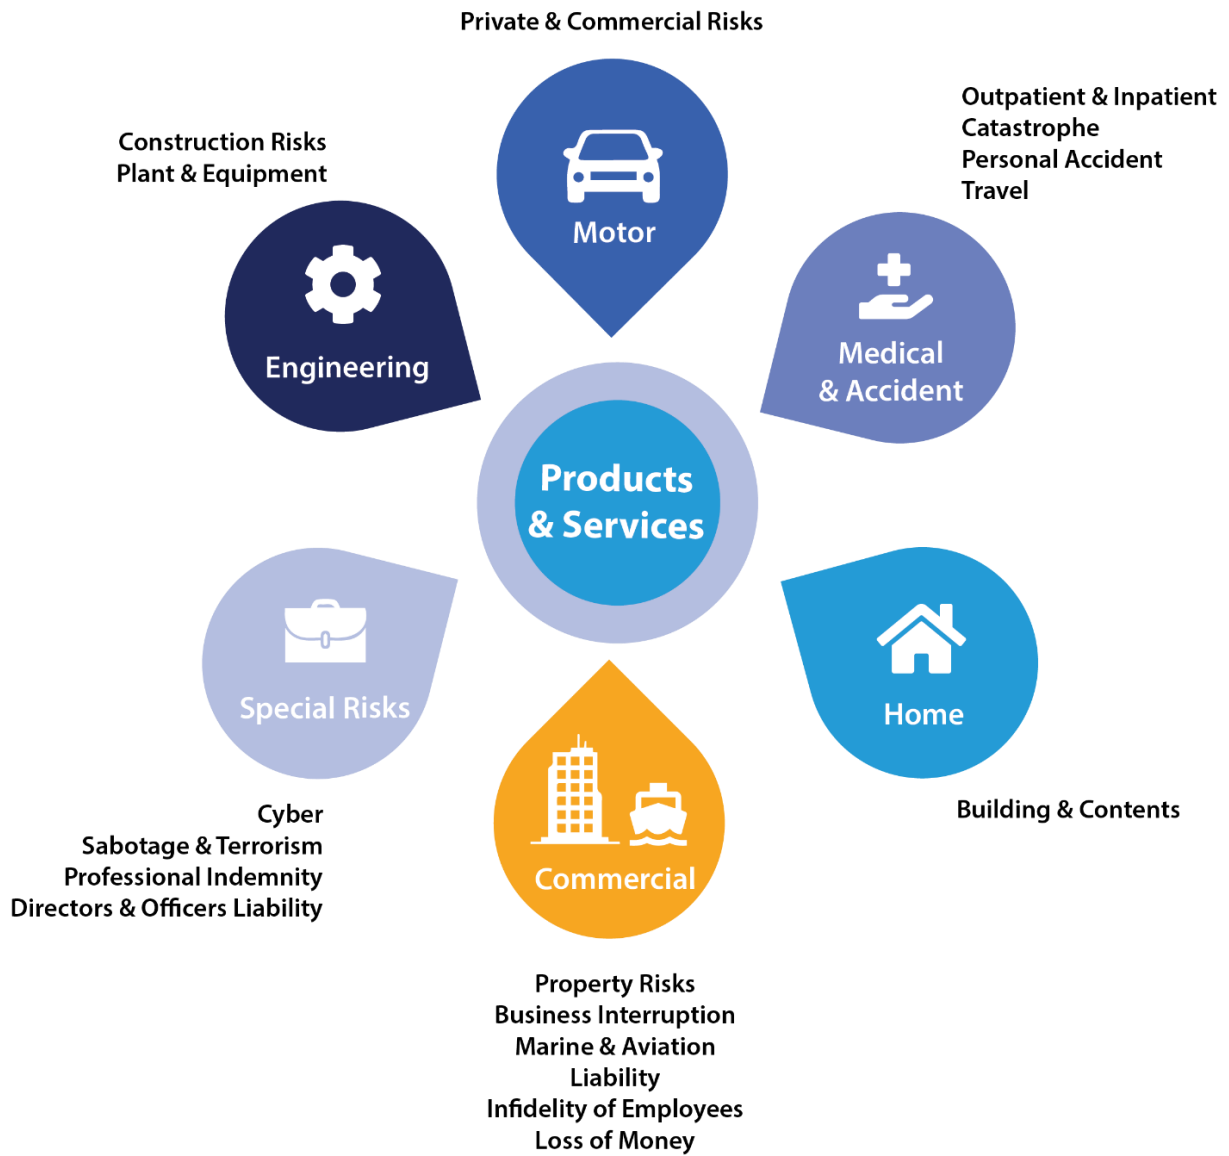 Private & Commercial Risks
Motor
Outpatient & Inpatient
Catastrophe
Personal Accident
Travel
Medical
& Accident
Construction Risks
Plant & Equipment
Engineering
Products
& Services
Home
Building & Contents
Special Risks
Cyber
Sabotage & Terrorism
Professional Indemnity
Directors & Officers Liability
Commercial
Property Risks
Business Interruption
Marine & Aviation
Liability
Infidelity of Employees
Loss of Money